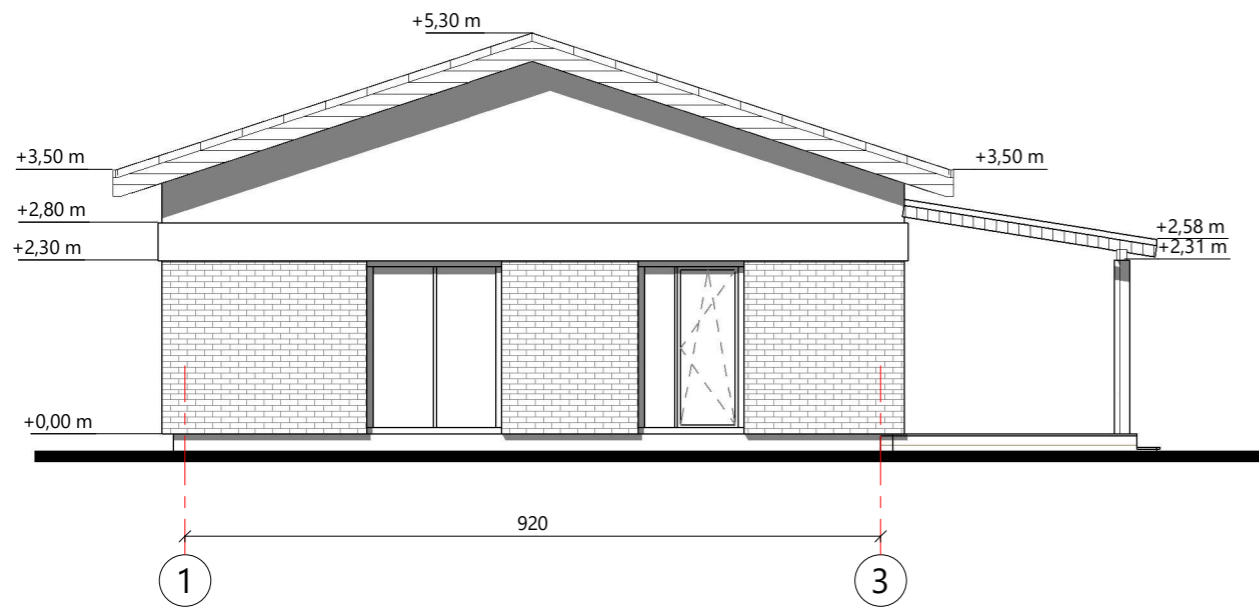 +5,30 m
+3,50 m
+3,50 m
+2,80 m
+2,58 m
+2,30 m
+2,31 m
+0,00 m
920
1
3